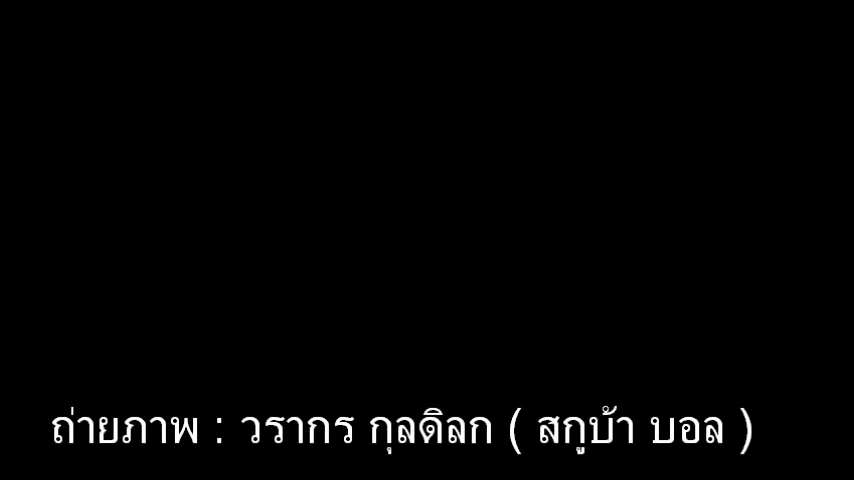 ถ่ายภาพ : วรากร กุลดิลก ( สกูบ้า บอล )